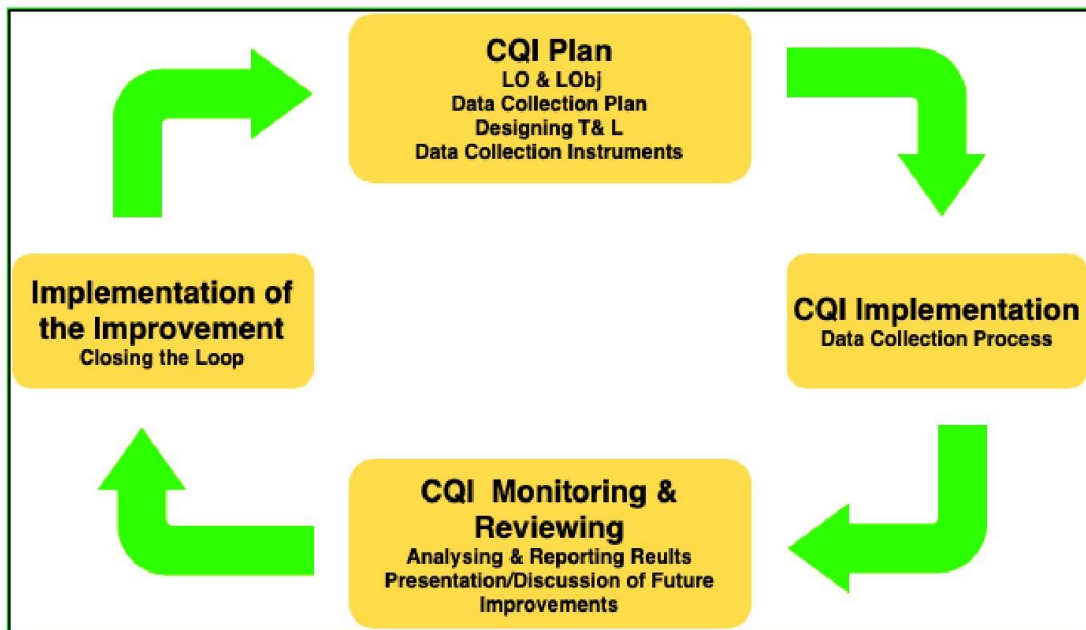 CQI Plan
LO & LObj
Data Collection Plan
Designing T& L
Data Collection Instruments
Implementation of
the Improvement
Closing the Loop
CQI Implementation
Data Collection Process
CQI Monitoring &
Reviewing
Analysing & Reporting Reults
Presentation/Discussion of Future
Improvements